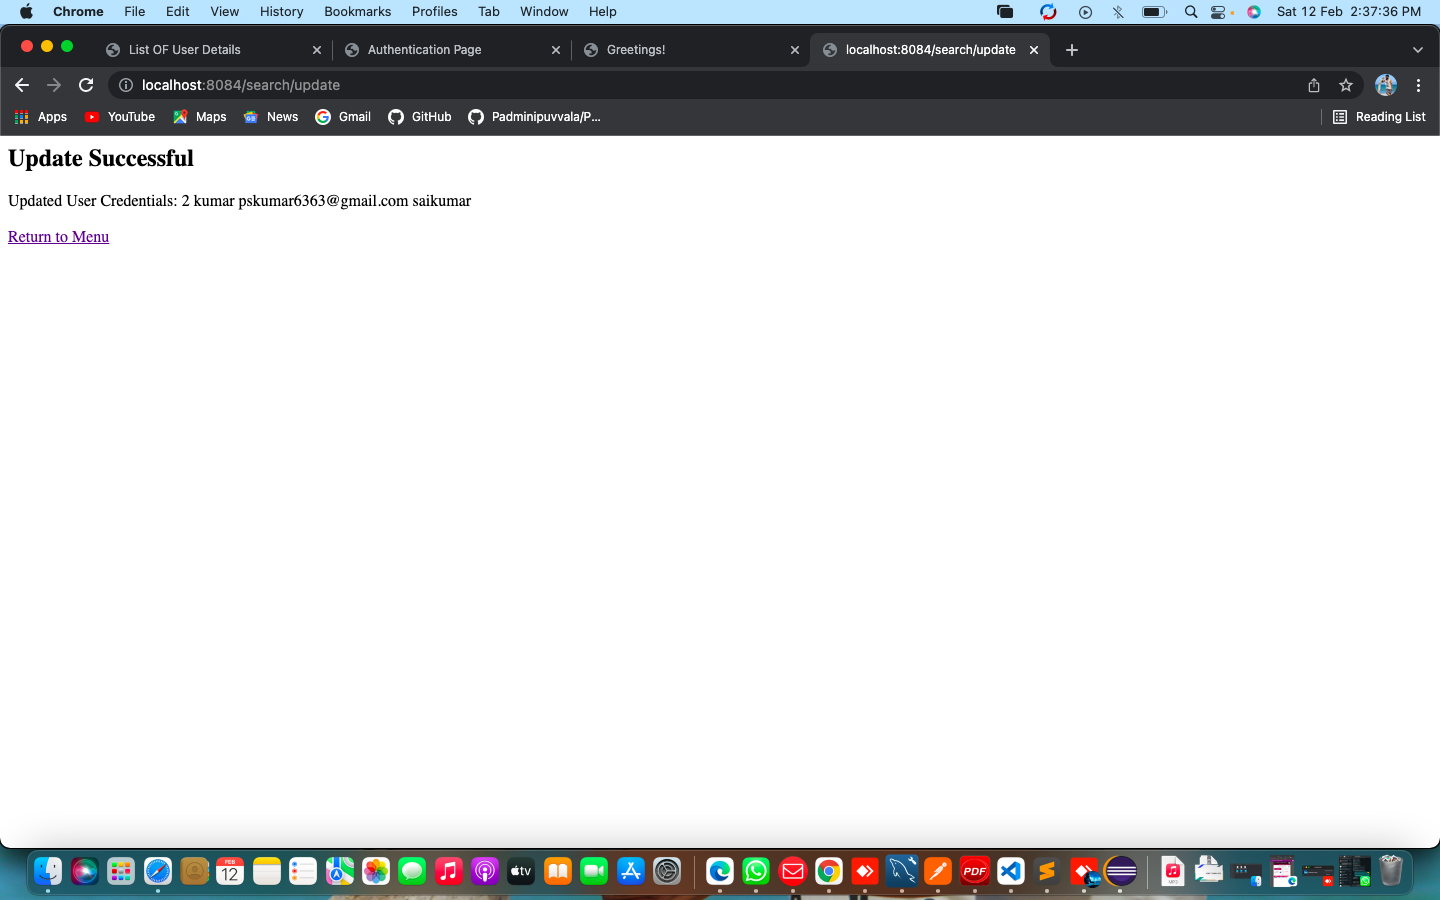 Chrome File Edit View History Bookmarks Profiles Tab Window Help Sat 12 Feb 2:37:36 PM
List OF User Details Authentication Page Greetings! localhost:8084/search/update
localhost:8084/search/update
Apps YouTube Maps News Gmail GitHub Padminipuvvala/P... Reading List
Update Successful
Updated User Credentials: 2 kumar pskumar6363@gmail.com saikumar
Return to Menu
FEB
12
tv
PDF